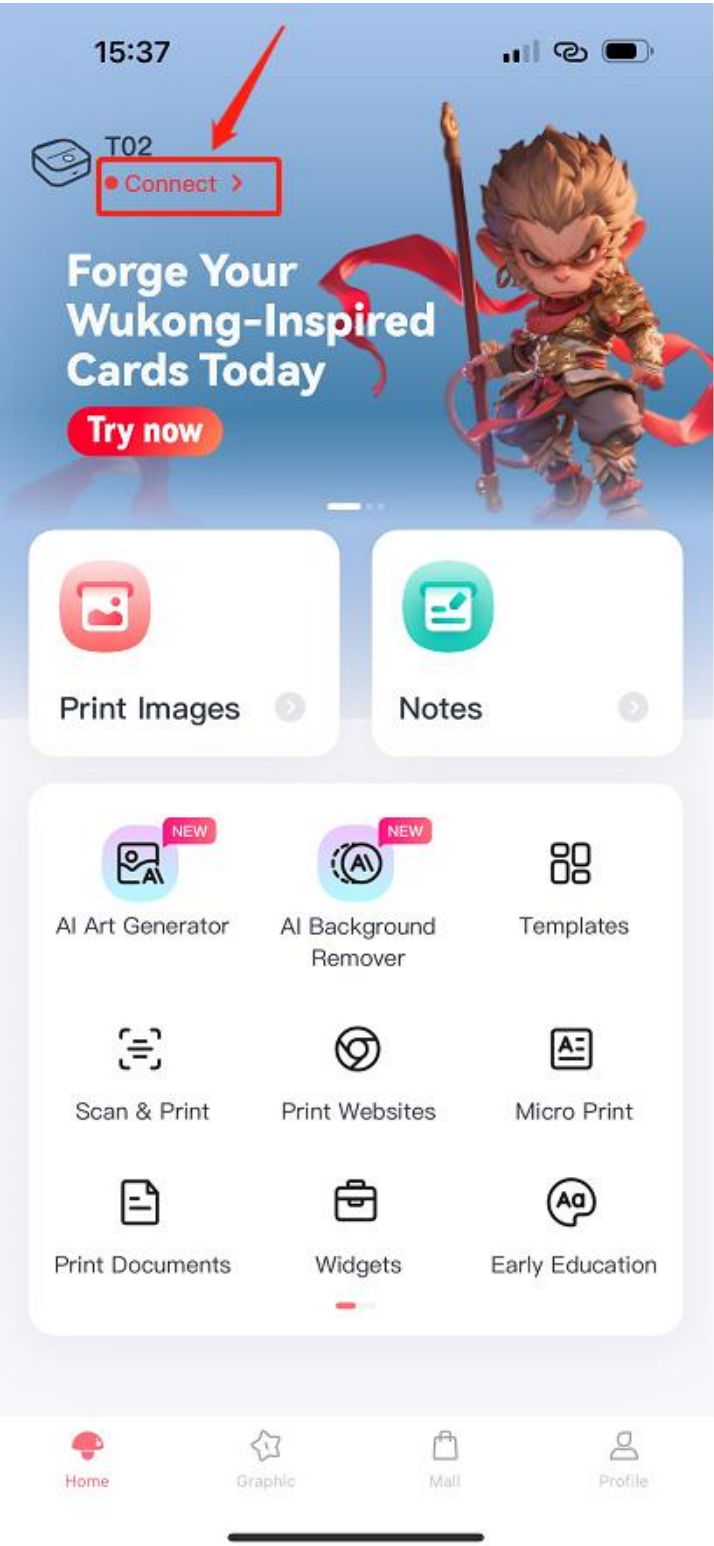 15:37
T02
Connect >
Forge Your
Wukong-Inspired
Cards Today
Try now
Print Images
Notes
NEW
NEW
AI Art Generator
AI Background
Remover
Templates
Scan & Print
Print Websites
Micro Print
Print Documents
Widgets
Early Education
Home
Graphic
Mall
Profile